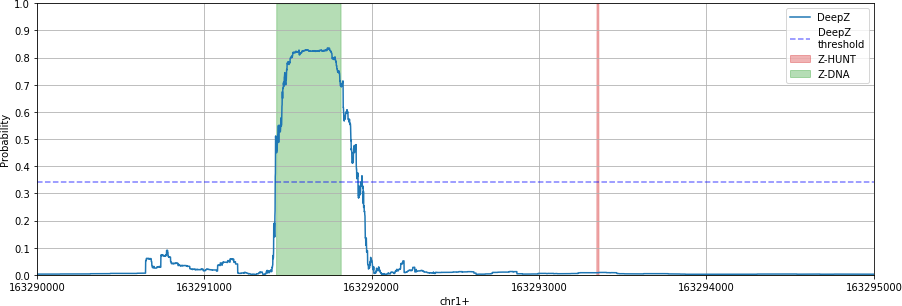 1.0
0.9
0.8
0.7
0.6
0.5
0.4
0.3
0.2
0.1
0.0
Probability
163290000 163291000 163292000 163293000 163294000 163295000
chr1+
DeepZ
DeepZ
threshold
Z-HUNT
Z-DNA